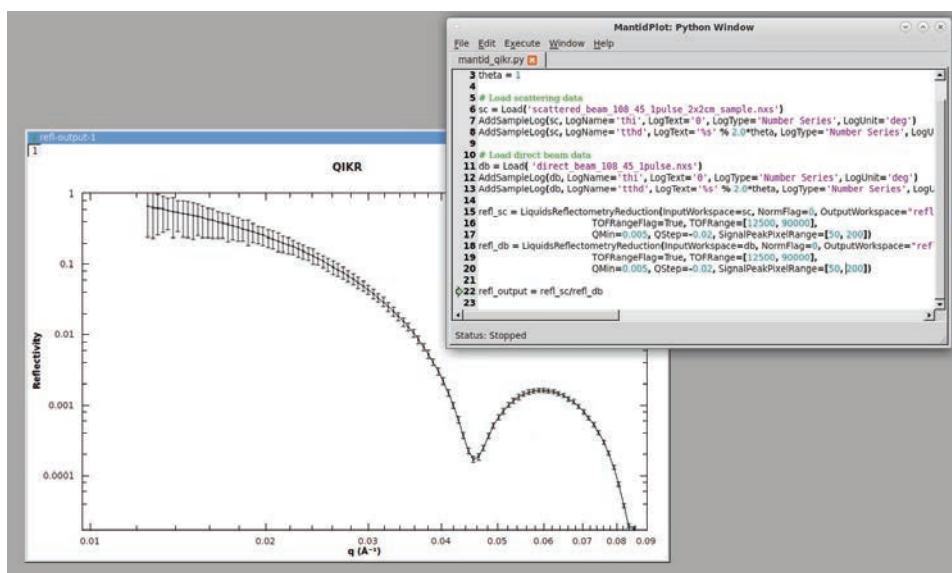 MantidPlot: Python Window
File Edit Execute Window Help
mantid_qikr.py
3 theta = 1
4
5 # Load scattering data
6 sc = Load('scattered_beam_108_45_1pulse_2x2cm_sample.nxs')
7 AddSampleLog(sc, LogName='thi', LogText='0', LogType='Number Series', LogUnit='deg')
8 AddSampleLog(sc, LogName='tthd', LogText='%s' % 2.0*theta, LogType='Number Series', LogU
9
10 # Load direct beam data
11 db = Load( 'direct_beam_108_45_1pulse.nxs')
12 AddSampleLog(db, LogName='thi', LogText='0', LogType='Number Series', LogUnit='deg')
13 AddSampleLog(db, LogName='tthd', LogText='%s' % 2.0*theta, LogType='Number Series', LogU
14
15 refl_sc = LiquidsReflectometryReduction(InputWorkspace=sc, NormFlag=0, OutputWorkspace="refl
16 TOFRangeFlag=True, TOFRange=[12500, 90000],
17 QMin=0.005, QStep=-0.02, SignalPeakPixelRange=[50, 200])
18 refl_db = LiquidsReflectometryReduction(InputWorkspace=db, NormFlag=0, OutputWorkspace="ref
19 TOFRangeFlag=True, TOFRange=[12500, 90000],
20 QMin=0.005, QStep=-0.02, SignalPeakPixelRange=[50, 200])
21
22 refl_output = refl_sc/refl_db
23
Status: Stopped
refl-output-1
1
QIKR
1
0.1
0.01
0.001
0.0001
Reflectivity
0.01 0.02 0.03 0.04 0.05 0.06 0.07 0.08 0.09
q (Å⁻¹)